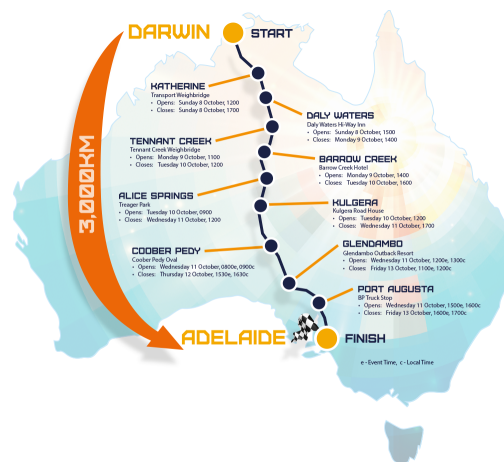 DARWIN
START
KATHERINE
Transport Weighbridge
• Opens: Sunday 8 October, 1200
• Closes: Sunday 8 October, 1700
DALY WATERS
Daly Waters Hi-Way Inn
• Opens: Sunday 8 October, 1500
• Closes: Monday 9 October, 1400
TENNANT CREEK
Tennant Creek Weighbridge
• Opens: Monday 9 October, 1100
• Closes: Tuesday 10 October, 1200
BARROW CREEK
Barrow Creek Hotel
• Opens: Monday 9 October, 1400
• Closes: Tuesday 10 October, 1600
ALICE SPRINGS
Treager Park
• Opens: Tuesday 10 October, 0900
• Closes: Wednesday 11 October, 1200
KULGERA
Kulgera Road House
• Opens: Tuesday 10 October, 1200
• Closes: Wednesday 11 October, 1700
COOBER PEDY
Coober Pedy Oval
• Opens: Wednesday 11 October, 0800e, 0900c
• Closes: Thursday 12 October, 1530e, 1630c
GLENDAMBO
Glendambo Outback Resort
• Opens: Wednesday 11 October, 1200e, 1300c
• Closes: Friday 13 October, 1100e, 1200c
PORT AUGUSTA
BP Truck Stop
• Opens: Wednesday 11 October, 1500e, 1600c
• Closes: Friday 13 October, 1600e, 1700c
3,000KM
ADELAIDE
FINISH
e - Event Time, c - Local Time